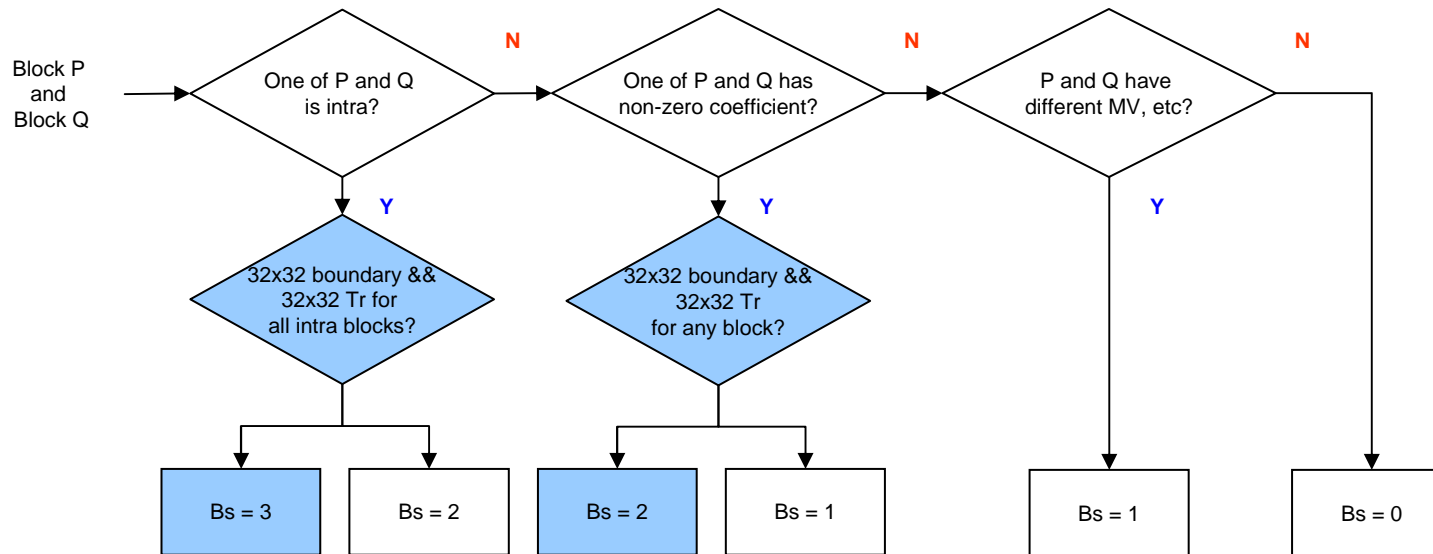 Block P
and
Block Q
One of P and Q
is intra?
N
One of P and Q has
non-zero coefficient?
N
P and Q have
different MV, etc?
N
Y
Y
Y
32x32 boundary &&
32x32 Tr for
all intra blocks?
32x32 boundary &&
32x32 Tr
for any block?
Bs = 3
Bs = 2
Bs = 2
Bs = 1
Bs = 1
Bs = 0